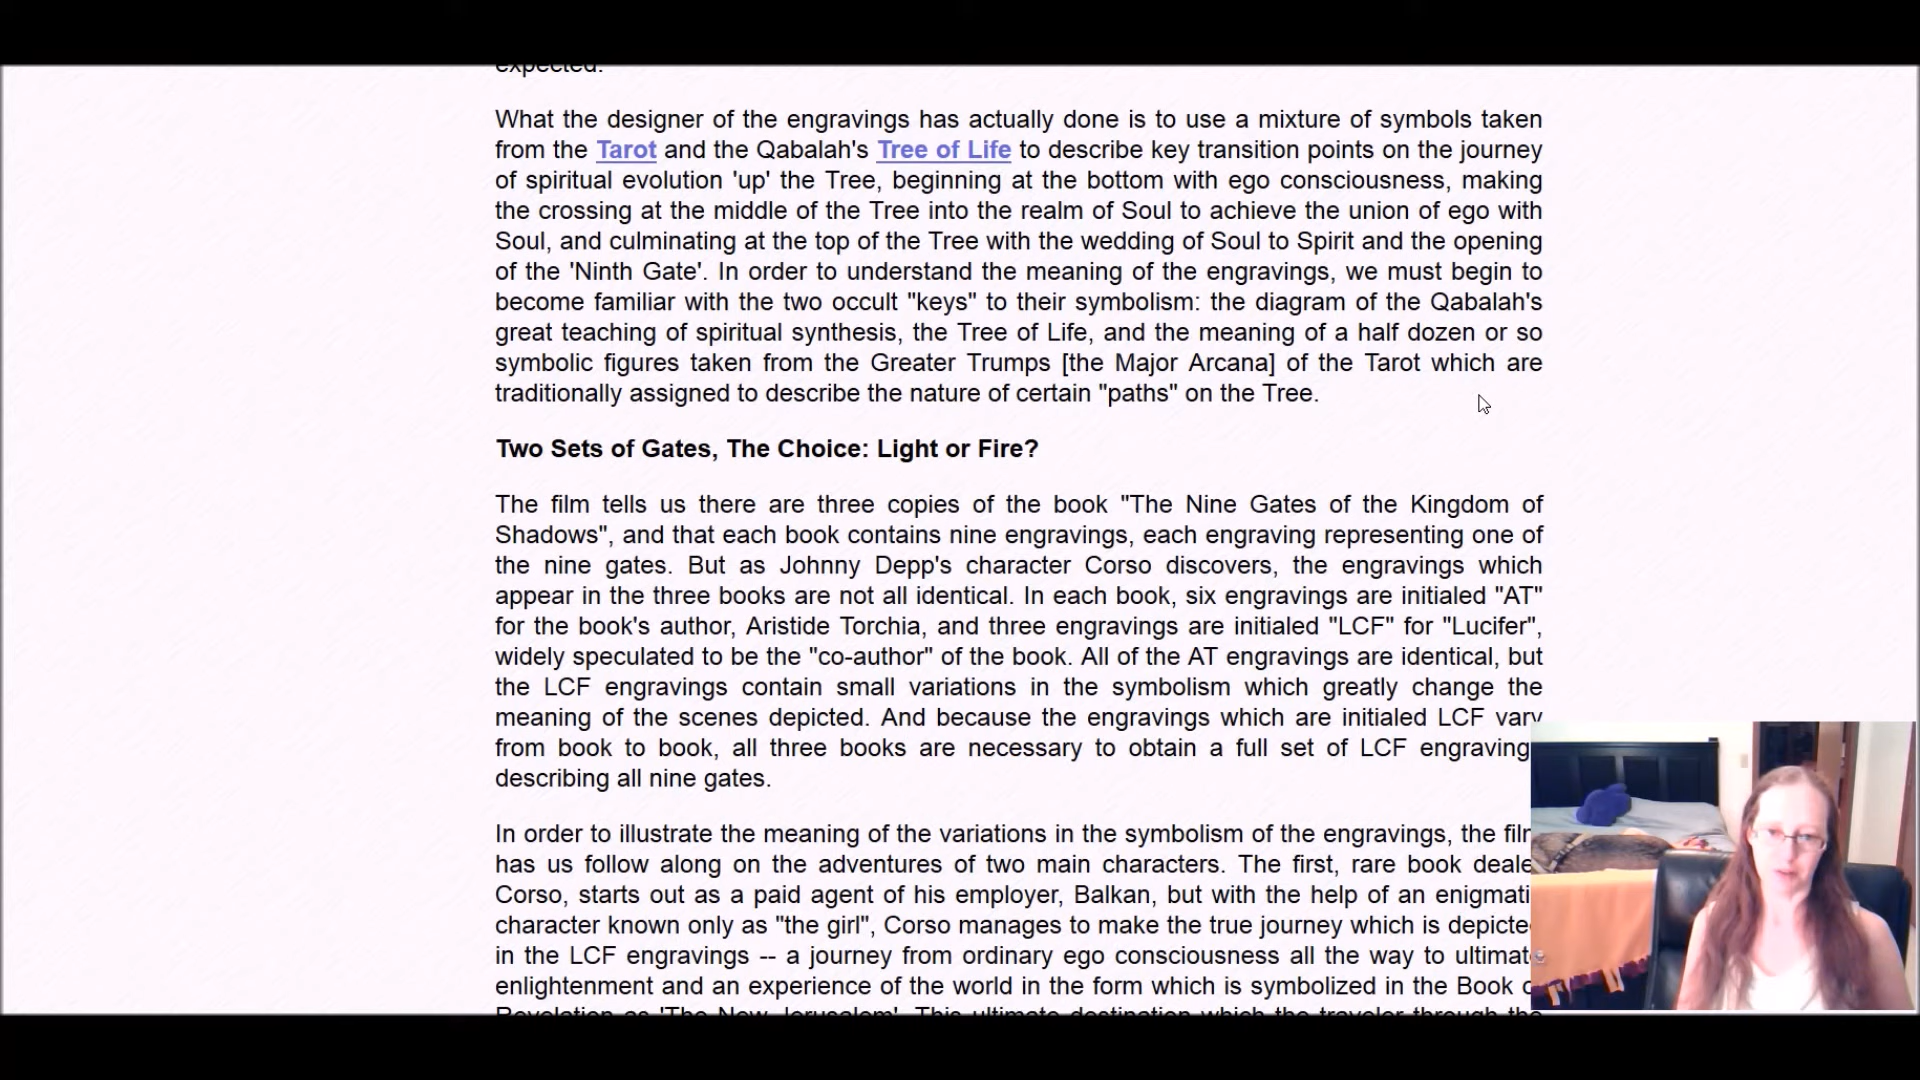 expected.
What the designer of the engravings has actually done is to use a mixture of symbols taken
from the Tarot and the Qabalah's Tree of Life to describe key transition points on the journey
of spiritual evolution 'up' the Tree, beginning at the bottom with ego consciousness, making
the crossing at the middle of the Tree into the realm of Soul to achieve the union of ego with
Soul, and culminating at the top of the Tree with the wedding of Soul to Spirit and the opening
of the 'Ninth Gate'. In order to understand the meaning of the engravings, we must begin to
become familiar with the two occult "keys" to their symbolism: the diagram of the Qabalah's
great teaching of spiritual synthesis, the Tree of Life, and the meaning of a half dozen or so
symbolic figures taken from the Greater Trumps [the Major Arcana] of the Tarot which are
traditionally assigned to describe the nature of certain "paths" on the Tree.
Two Sets of Gates, The Choice: Light or Fire?
The film tells us there are three copies of the book "The Nine Gates of the Kingdom of
Shadows", and that each book contains nine engravings, each engraving representing one of
the nine gates. But as Johnny Depp's character Corso discovers, the engravings which
appear in the three books are not all identical. In each book, six engravings are initialed "AT"
for the book's author, Aristide Torchia, and three engravings are initialed "LCF" for "Lucifer",
widely speculated to be the "co-author" of the book. All of the AT engravings are identical, but
the LCF engravings contain small variations in the symbolism which greatly change the
meaning of the scenes depicted. And because the engravings which are initialed LCF vary
from book to book, all three books are necessary to obtain a full set of LCF engraving
describing all nine gates.
In order to illustrate the meaning of the variations in the symbolism of the engravings, the film
has us follow along on the adventures of two main characters. The first, rare book deale
Corso, starts out as a paid agent of his employer, Balkan, but with the help of an enigmati
character known only as "the girl", Corso manages to make the true journey which is depicte
in the LCF engravings -- a journey from ordinary ego consciousness all the way to ultimat
enlightenment and an experience of the world in the form which is symbolized in the Book o
Revelation as 'The New Jerusalem'. This ultimate destination which the traveler through the